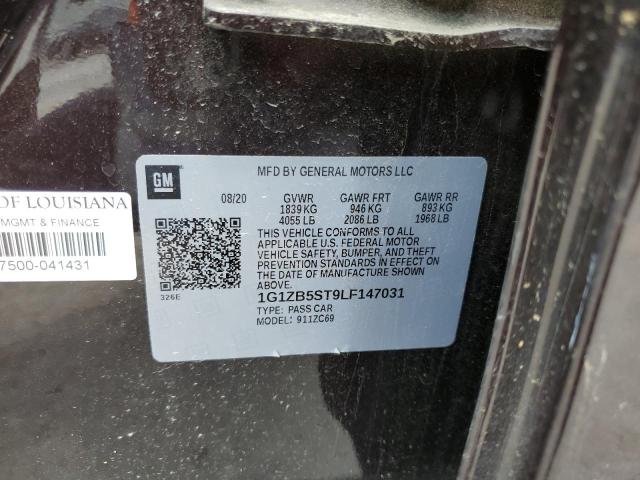 MFD BY GENERAL MOTORS LLC
GM
08/20 GVWR GAWR FRT GAWR RR
1839 KG 946 KG 893 KG
4055 LB 2086 LB 1968 LB
THIS VEHICLE CONFORMS TO ALL
APPLICABLE U.S. FEDERAL MOTOR
VEHICLE SAFETY, BUMPER, AND THEFT
PREVENTION STANDARDS IN EFFECT ON
THE DATE OF MANUFACTURE SHOWN ABOVE.
326E
1G1ZB5ST9LF147031
TYPE: PASS CAR
MODEL: 911ZC69
OF LOUISIANA
MGMT & FINANCE
7500-041431